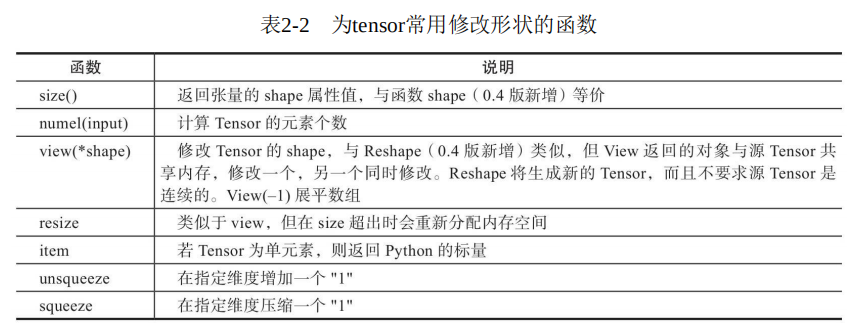 表2-2 为tensor常用修改形状的函数
函数 说明
size() 返回张量的 shape 属性值，与函数 shape（0.4 版新增）等价
numel(input) 计算 Tensor 的元素个数
view(*shape) 修改 Tensor 的 shape，与 Reshape（0.4 版新增）类似，但 View 返回的对象与源 Tensor 共
享内存，修改一个，另一个同时修改。Reshape 将生成新的 Tensor，而且不要求源 Tensor 是
连续的。View(–1) 展平数组
resize 类似于 view，但在 size 超出时会重新分配内存空间
item 若 Tensor 为单元素，则返回 Python 的标量
unsqueeze 在指定维度增加一个 "1"
squeeze 在指定维度压缩一个 "1"